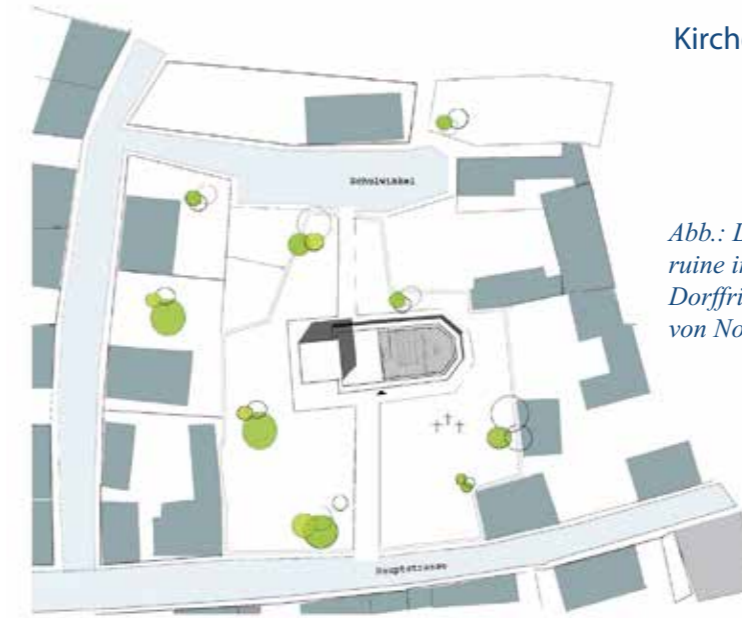 Kirch
Schulwinkel
Abb.: L
ruine i
Dorffri
von No
Hauptstrasse